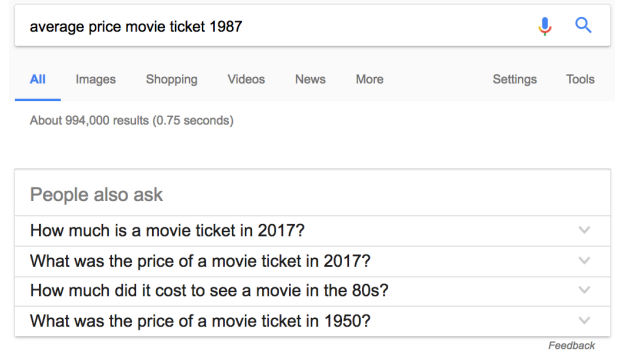 average price movie ticket 1987
All Images Shopping Videos News More Settings Tools
About 994,000 results (0.75 seconds)
People also ask
How much is a movie ticket in 2017?
What was the price of a movie ticket in 2017?
How much did it cost to see a movie in the 80s?
What was the price of a movie ticket in 1950?
Feedback